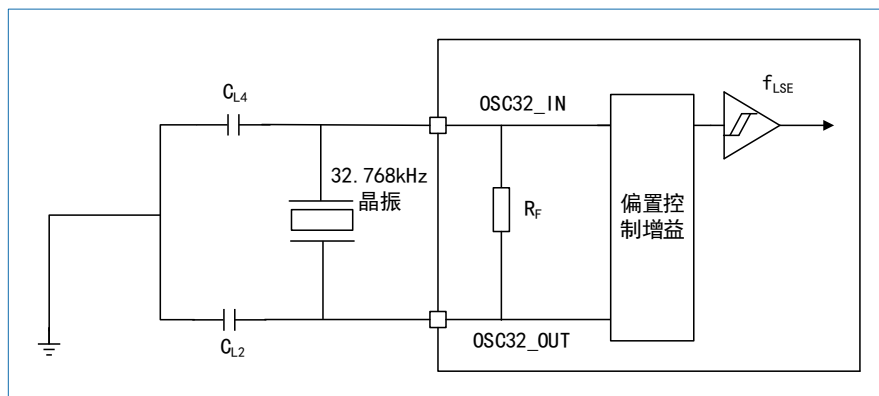 C_L4
OSC32_IN
f_LSE
32.768kHz
晶振
R_F
偏置控
制增益
C_L2
OSC32_OUT